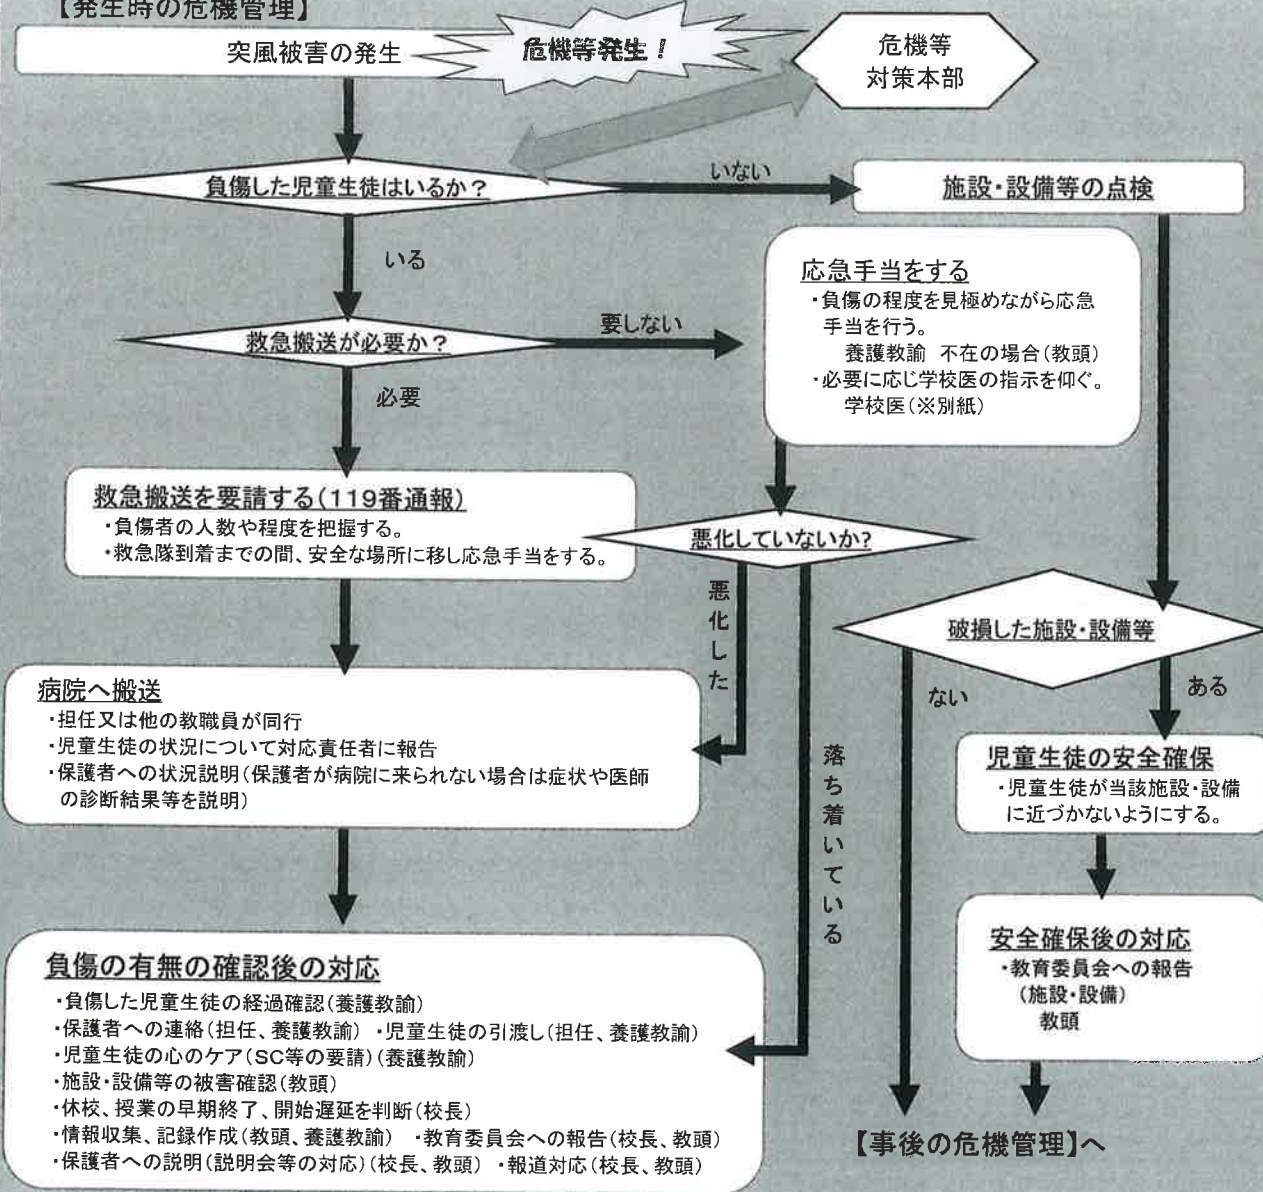 【発生時の危機管理】
突風被害の発生
危機等発生！
危機等
対策本部
負傷した児童生徒はいるか？
いない
施設・設備等の点検
いる
応急手当をする
・負傷の程度を見極めながら応急
手当を行う。
養護教諭 不在の場合(教頭)
・必要に応じ学校医の指示を仰ぐ。
学校医(※別紙)
救急搬送が必要か？
要しない
必要
救急搬送を要請する(119番通報)
・負傷者の人数や程度を把握する。
・救急隊到着までの間、安全な場所に移し応急手当をする。
悪化していないか?
悪化した
落ち着いている
破損した施設・設備等
ない
ある
病院へ搬送
・担任又は他の教職員が同行
・児童生徒の状況について対応責任者に報告
・保護者への状況説明(保護者が病院に来られない場合は症状や医師
の診断結果等を説明)
児童生徒の安全確保
・児童生徒が当該施設・設備
に近づかないようにする。
安全確保後の対応
・教育委員会への報告
(施設・設備)
教頭
負傷の有無の確認後の対応
・負傷した児童生徒の経過確認(養護教諭)
・保護者への連絡(担任、養護教諭) ・児童生徒の引渡し(担任、養護教諭)
・児童生徒の心のケア(SC等の要請)(養護教諭)
・施設・設備等の被害確認(教頭)
・休校、授業の早期終了、開始遅延を判断(校長)
・情報収集、記録作成(教頭、養護教諭) ・教育委員会への報告(校長、教頭)
・保護者への説明(説明会等の対応)(校長、教頭) ・報道対応(校長、教頭)
【事後の危機管理】へ